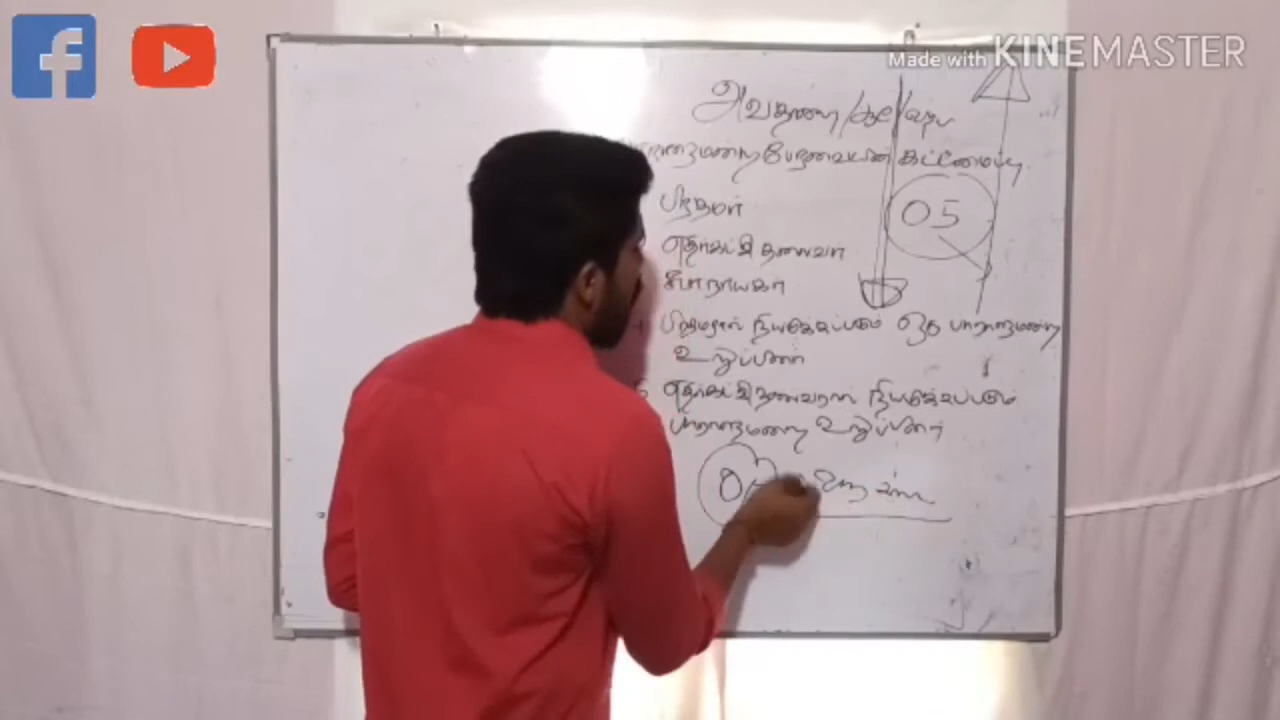 Made with KINEMASTER
அவதானம்
பாராளுமன்ற பேரவையின் கட்டமைப்பு
பிரதமர்
05
எதிர்கட்சி தலைவர்
சபாநாயகர்
பிரதமரால் நியமிக்கப்படும் ஒரு பாராளுமன்ற
உறுப்பினர்
எதிர்கட்சி தலைவரால் நியமிக்கப்படும்
பாராளுமன்ற உறுப்பினர்